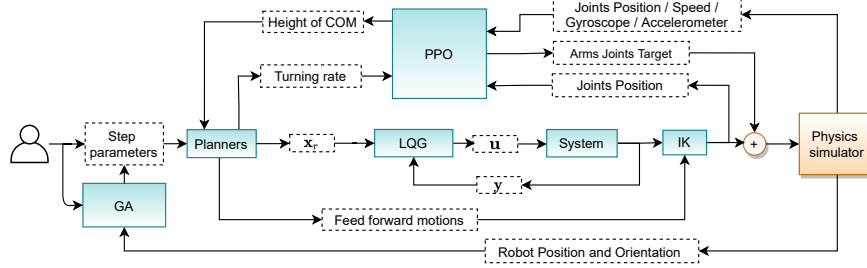 Height of COM
PPO
Joints Position / Speed /
Gyroscope / Accelerometer
Arms Joints Target
Turning rate
Joints Position
Step
parameters
Planners
x_r
LQG
u
System
IK
+
Physics
simulator
y
GA
Feed forward motions
Robot Position and Orientation